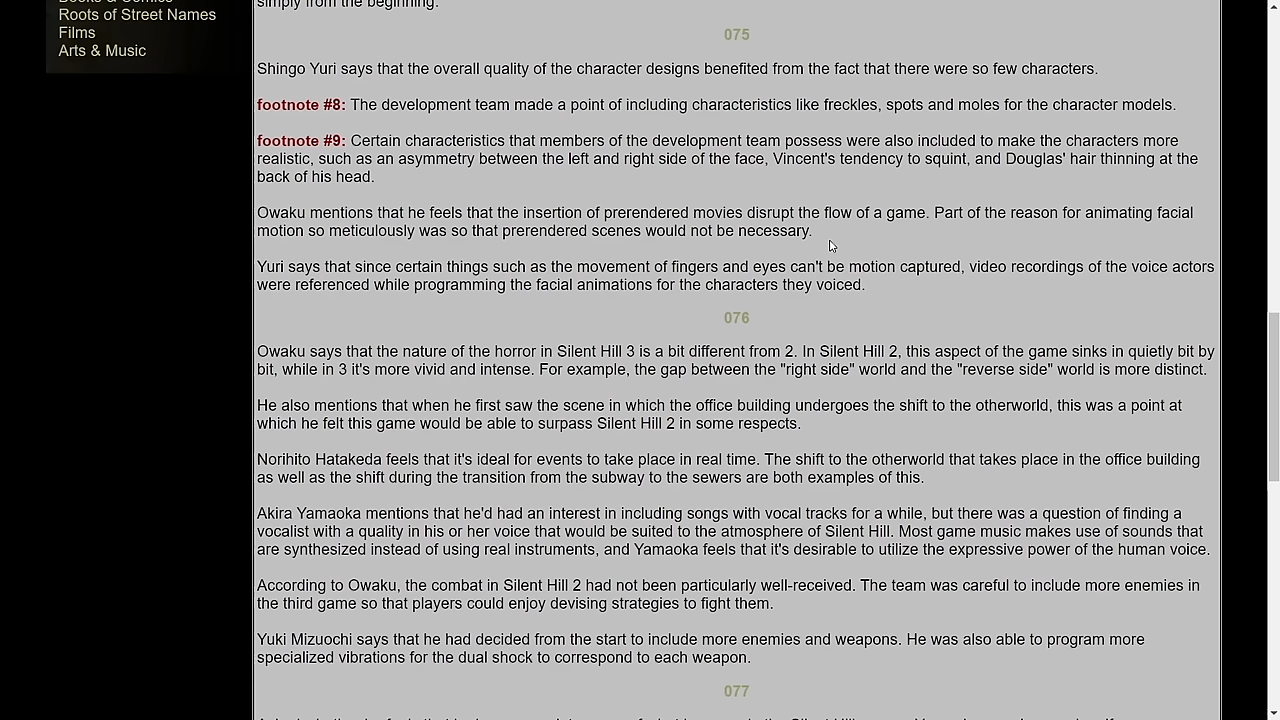 Roots of Street Names
Films
Arts & Music
simply from the beginning.
075
Shingo Yuri says that the overall quality of the character designs benefited from the fact that there were so few characters.
footnote #8: The development team made a point of including characteristics like freckles, spots and moles for the character models.
footnote #9: Certain characteristics that members of the development team possess were also included to make the characters more
realistic, such as an asymmetry between the left and right side of the face, Vincent's tendency to squint, and Douglas' hair thinning at the
back of his head.
Owaku mentions that he feels that the insertion of prerendered movies disrupt the flow of a game. Part of the reason for animating facial
motion so meticulously was so that prerendered scenes would not be necessary.
Yuri says that since certain things such as the movement of fingers and eyes can't be motion captured, video recordings of the voice actors
were referenced while programming the facial animations for the characters they voiced.
076
Owaku says that the nature of the horror in Silent Hill 3 is a bit different from 2. In Silent Hill 2, this aspect of the game sinks in quietly bit by
bit, while in 3 it's more vivid and intense. For example, the gap between the "right side" world and the "reverse side" world is more distinct.
He also mentions that when he first saw the scene in which the office building undergoes the shift to the otherworld, this was a point at
which he felt this game would be able to surpass Silent Hill 2 in some respects.
Norihito Hatakeda feels that it's ideal for events to take place in real time. The shift to the otherworld that takes place in the office building
as well as the shift during the transition from the subway to the sewers are both examples of this.
Akira Yamaoka mentions that he'd had an interest in including songs with vocal tracks for a while, but there was a question of finding a
vocalist with a quality in his or her voice that would be suited to the atmosphere of Silent Hill. Most game music makes use of sounds that
are synthesized instead of using real instruments, and Yamaoka feels that it's desirable to utilize the expressive power of the human voice.
According to Owaku, the combat in Silent Hill 2 had not been particularly well-received. The team was careful to include more enemies in
the third game so that players could enjoy devising strategies to fight them.
Yuki Mizuochi says that he had decided from the start to include more enemies and weapons. He was also able to program more
specialized vibrations for the dual shock to correspond to each weapon.
077